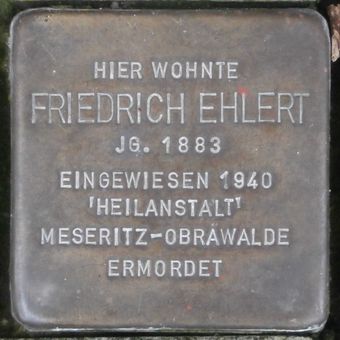 HIER WOHNTE
FRIEDRICH EHLERT
JG. 1883
EINGEWIESEN 1940
'HEILANSTALT'
MESERITZ-OBRAWALDE
ERMORDET